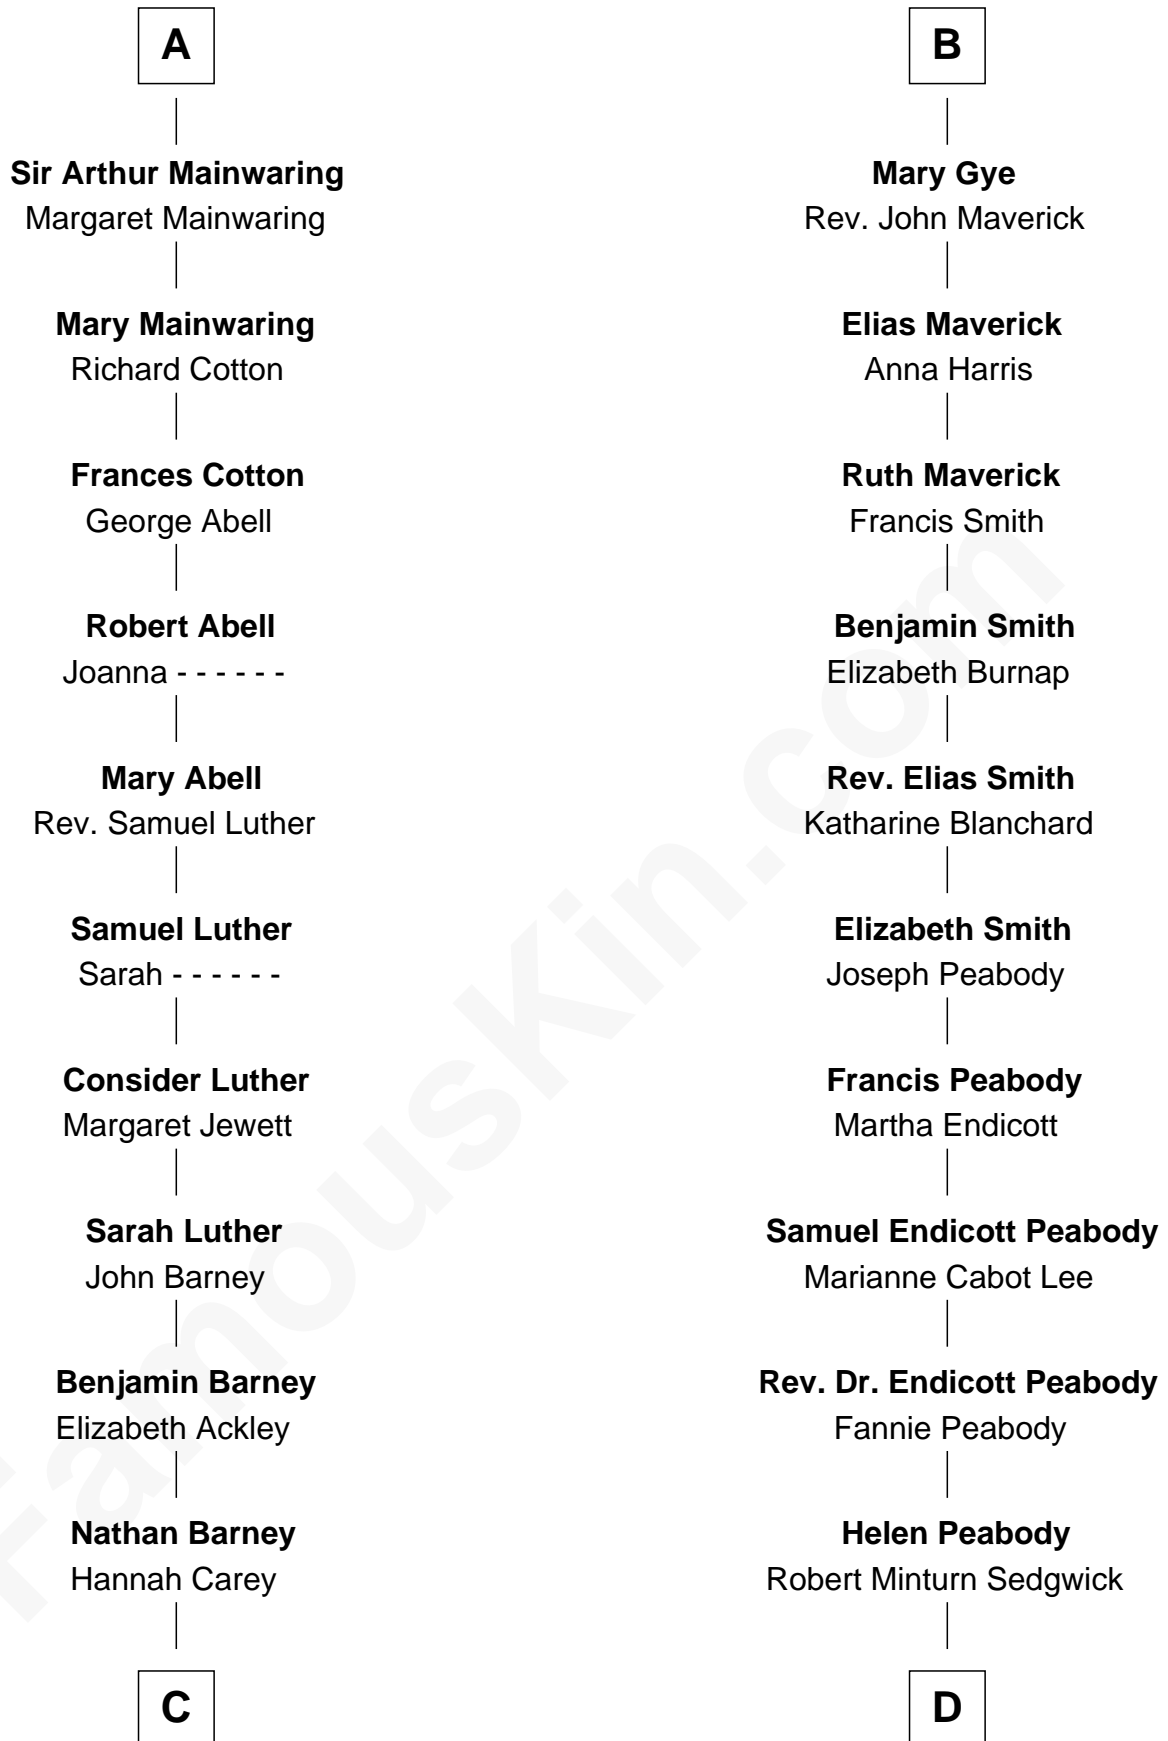 A
Sir Arthur Mainwaring
Margaret Mainwaring
Mary Mainwaring
Richard Cotton
Frances Cotton
George Abell
Robert Abell
Joanna - - - - - -
Mary Abell
Rev. Samuel Luther
Samuel Luther
Sarah - - - - - -
Consider Luther
Margaret Jewett
Sarah Luther
John Barney
Benjamin Barney
Elizabeth Ackley
Nathan Barney
Hannah Carey
C
B
Mary Gye
Rev. John Maverick
Elias Maverick
Anna Harris
Ruth Maverick
Francis Smith
Benjamin Smith
Elizabeth Burnap
Rev. Elias Smith
Katharine Blanchard
Elizabeth Smith
Joseph Peabody
Francis Peabody
Martha Endicott
Samuel Endicott Peabody
Marianne Cabot Lee
Rev. Dr. Endicott Peabody
Fannie Peabody
Helen Peabody
Robert Minturn Sedgwick
D
FamousKin.com